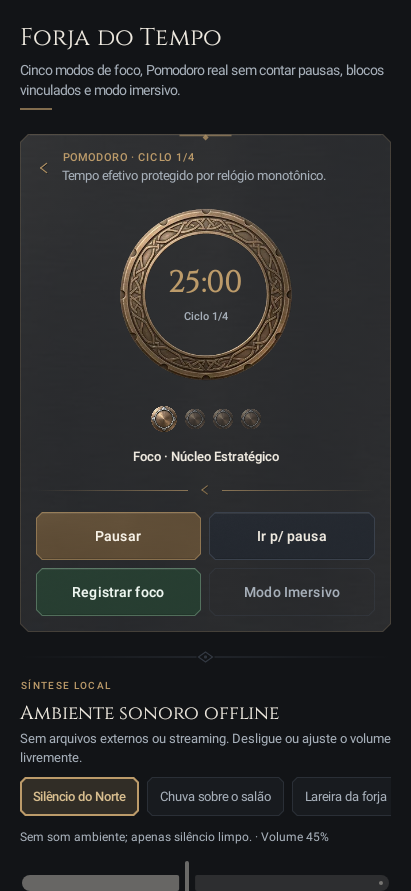 Forja do Tempo
Cinco modos de foco, Pomodoro real sem contar pausas, blocos
vinculados e modo imersivo.
POMODORO · CICLO 1/4
Tempo efetivo protegido por relógio monotônico.
25:00
Ciclo 1/4
Foco · Núcleo Estratégico
Pausar
Ir p/ pausa
Registrar foco
Modo Imersivo
SÍNTESE LOCAL
Ambiente sonoro offline
Sem arquivos externos ou streaming. Desligue ou ajuste o volume
livremente.
Silêncio do Norte
Chuva sobre o salão
Lareira da forja
Sem som ambiente; apenas silêncio limpo. · Volume 45%